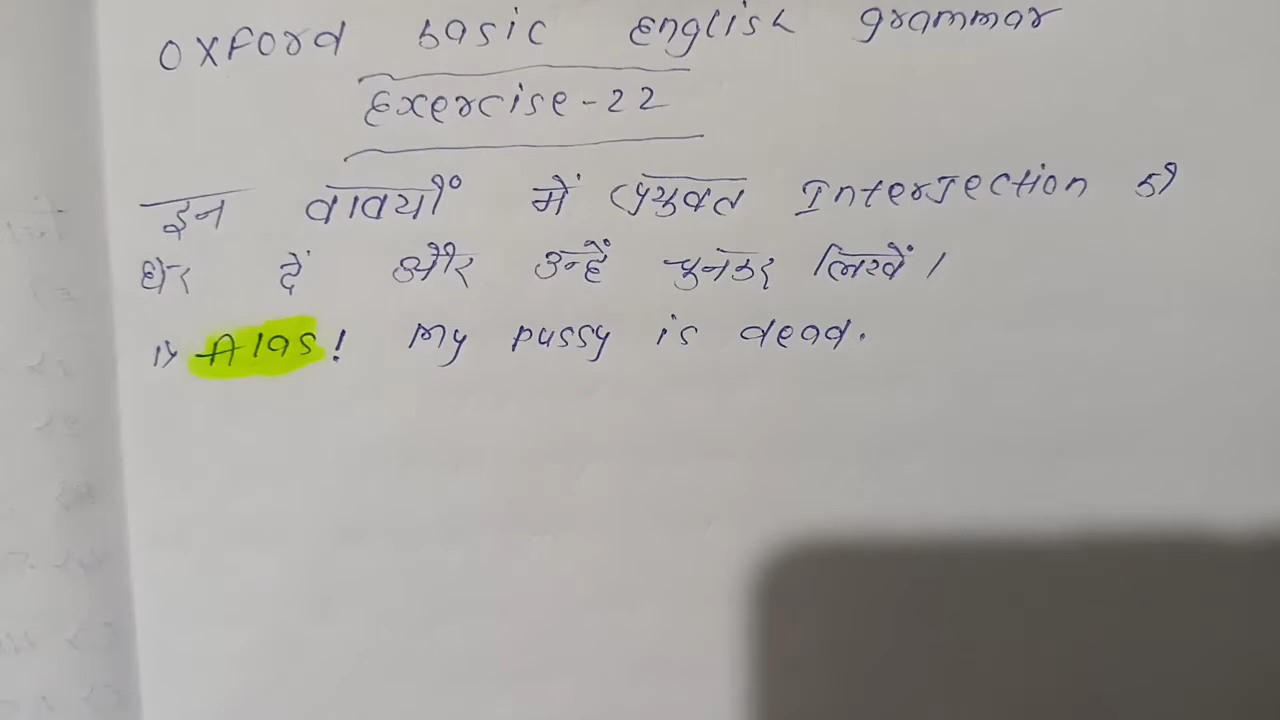 Oxford basic English grammar
Exercise-22
इन वाक्यों में प्रयुक्त Interjection को
घेर दें और उन्हें चुनकर लिखें।
1> Alas! My pussy is dead.